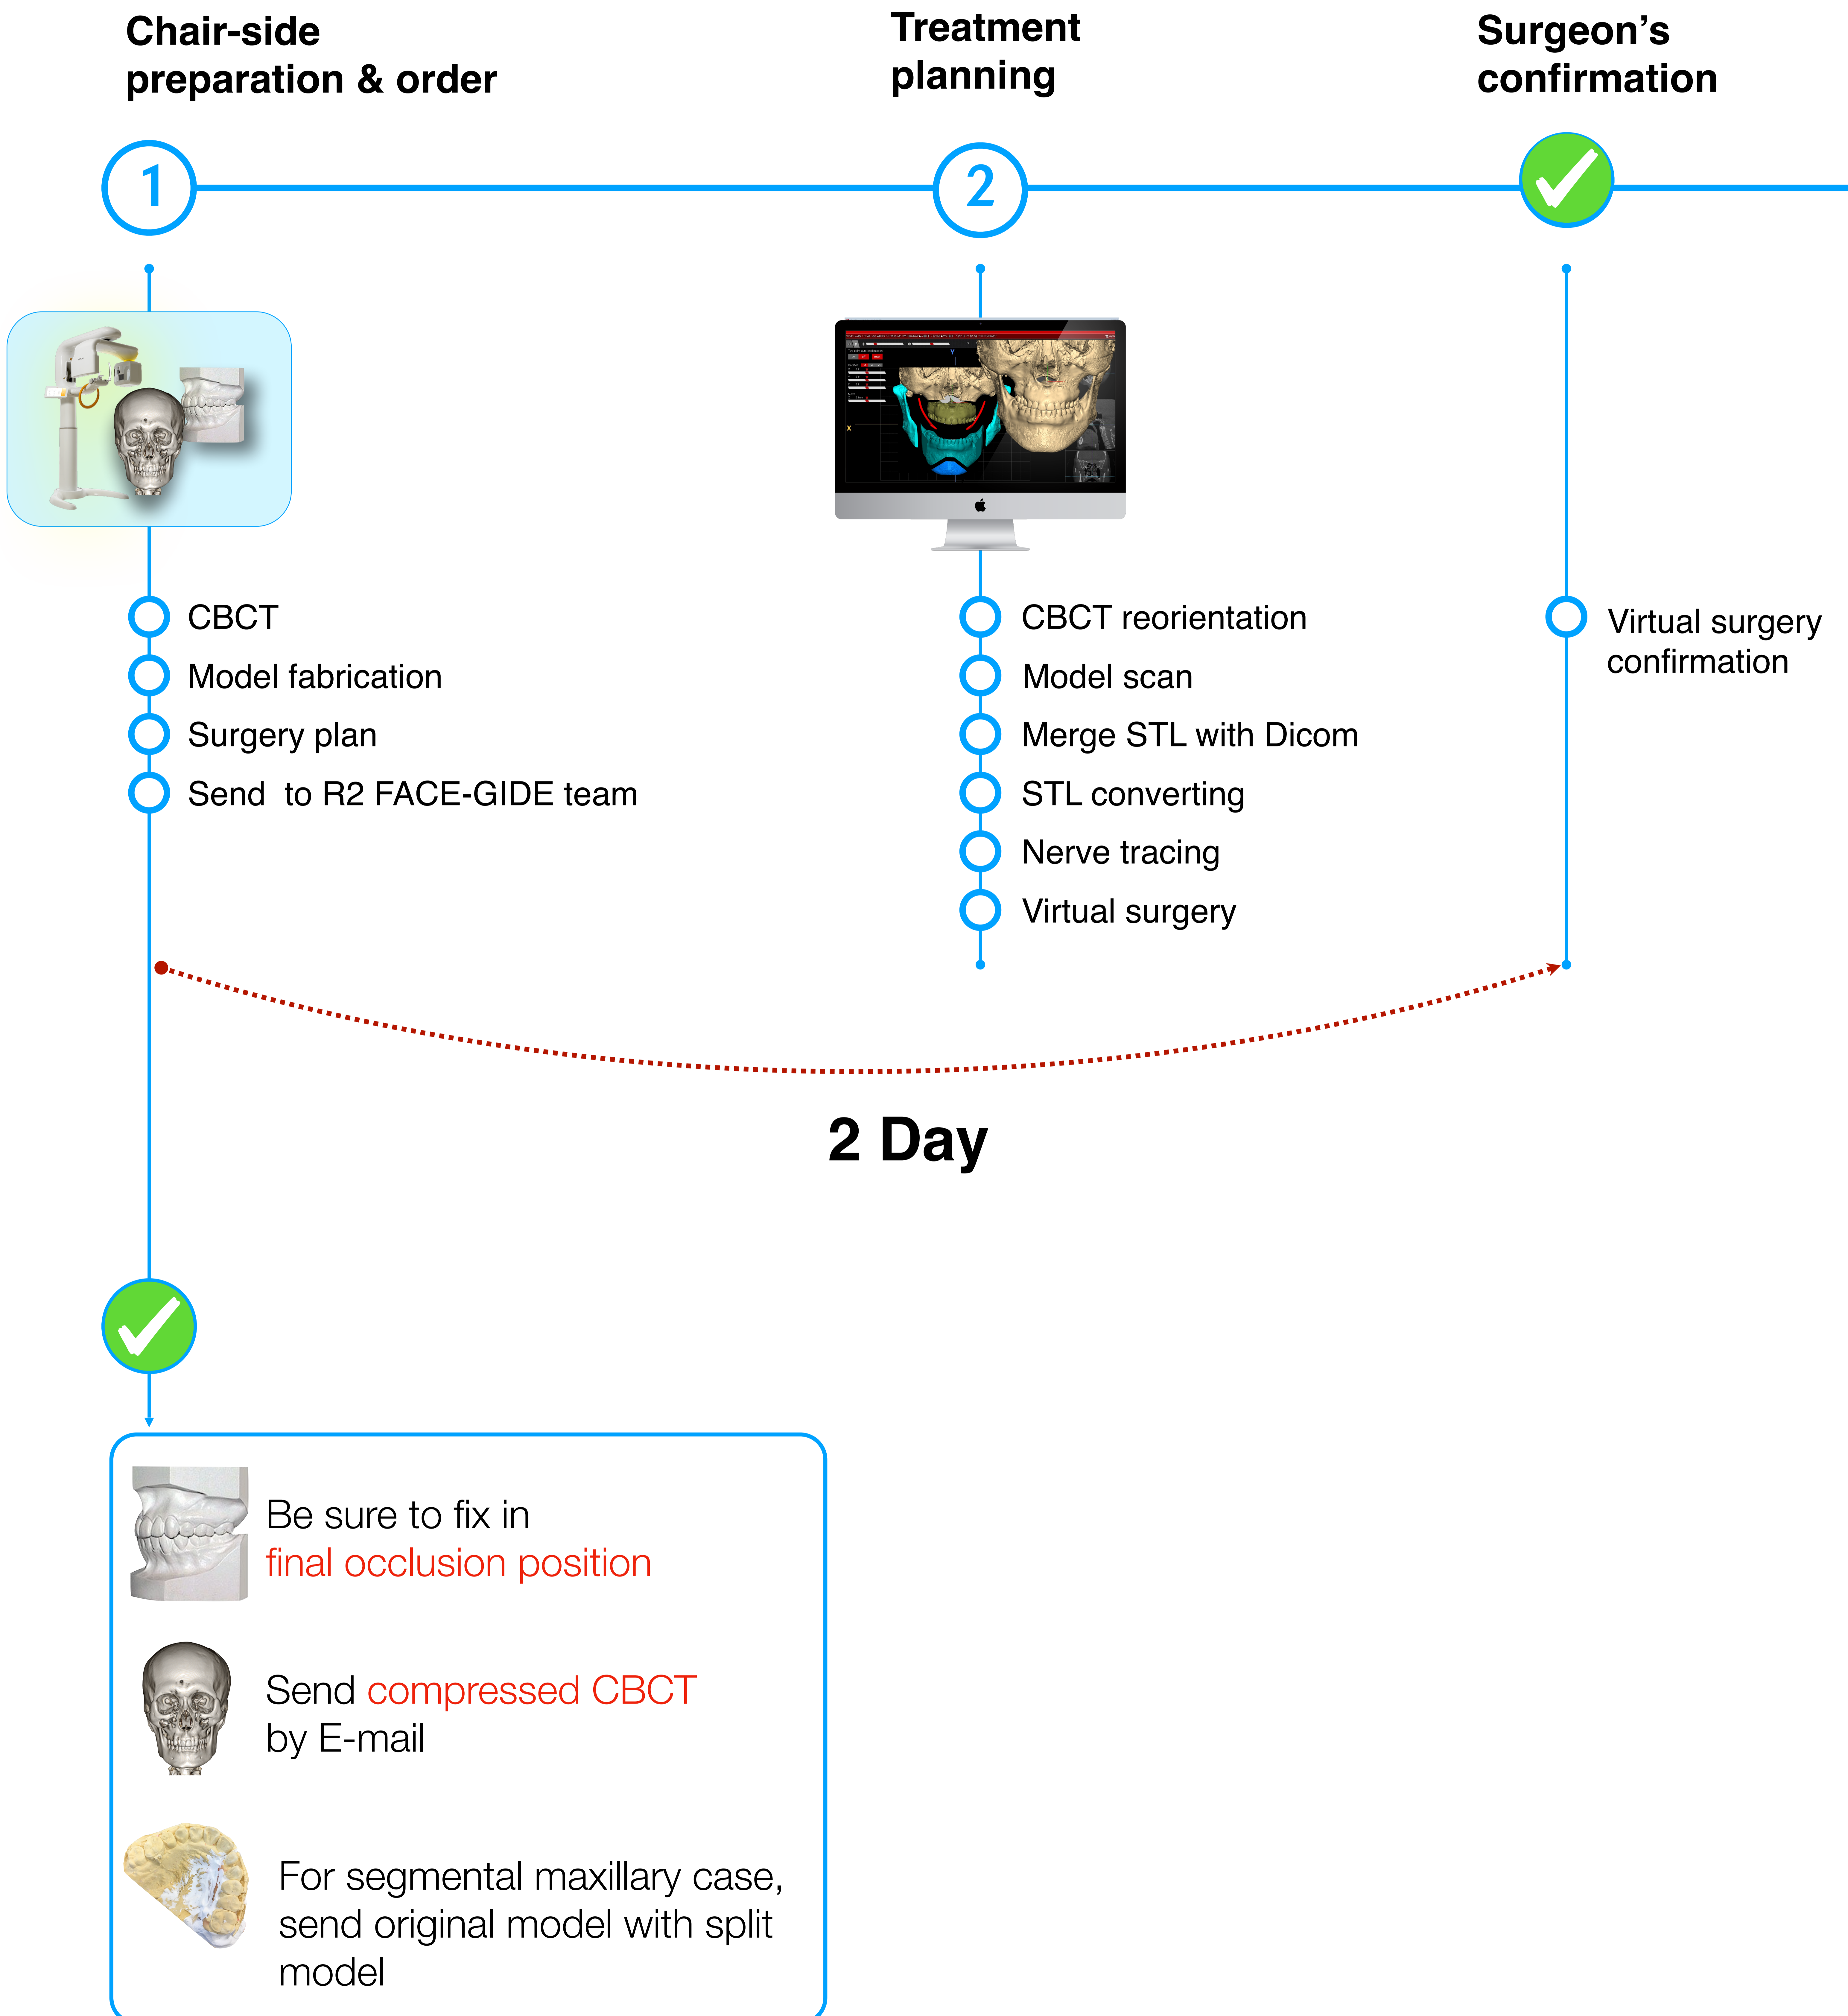 Chair-side
preparation & order
Treatment
planning
Surgeon’s
confirmation
1
2
CBCT
Model fabrication
Surgery plan
Send  to R2 FACE-GIDE team
CBCT reorientation
Model scan
Merge STL with Dicom
STL converting
Nerve tracing
Virtual surgery
Virtual surgery
confirmation
2 Day
Be sure to fix in
final occlusion position
Send compressed CBCT
by E-mail
For segmental maxillary case,
send original model with split
model